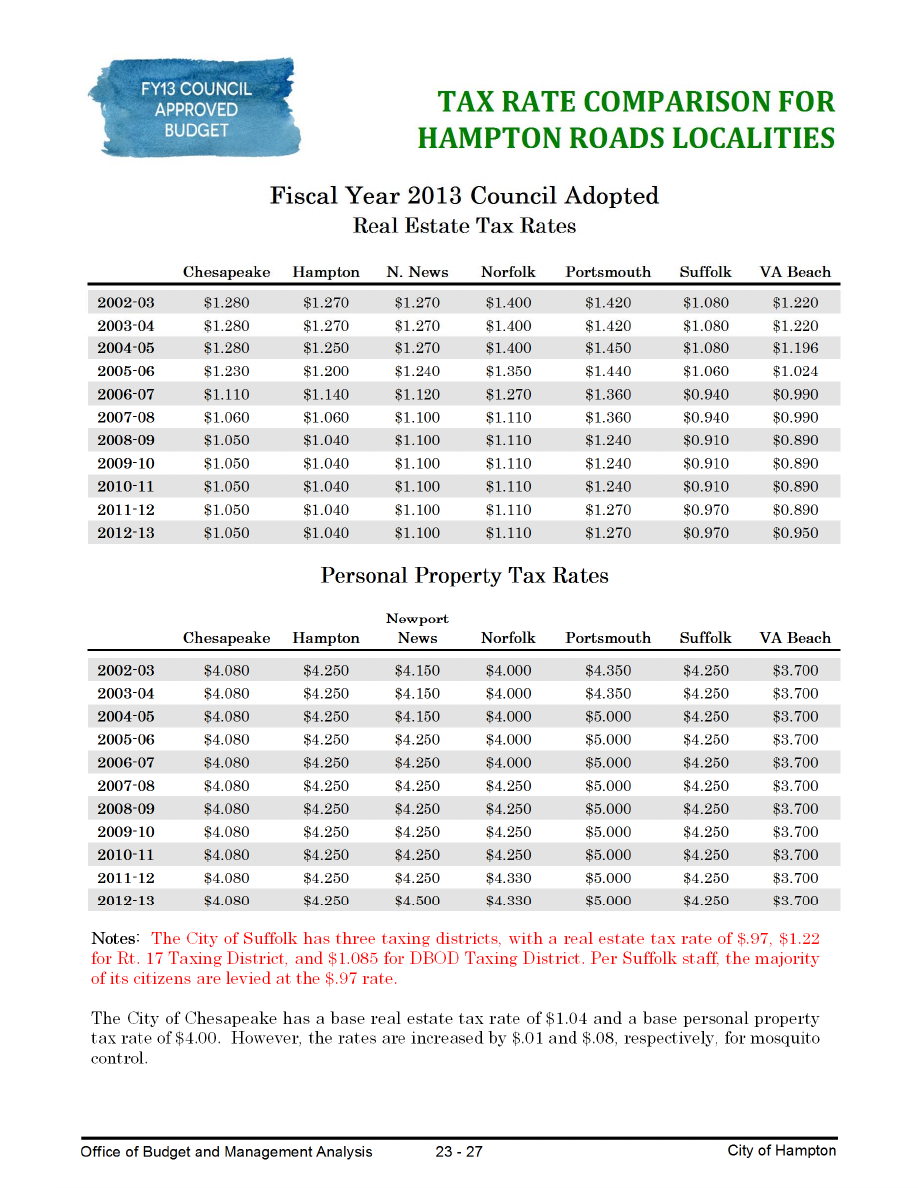 FY13 COUNCIL
APPROVED
BUDGET
TAX RATE COMPARISON FOR
HAMPTON ROADS LOCALITIES
Fiscal Year 2013 Council Adopted
Real Estate Tax Rates
Chesapeake Hampton N. News Norfolk Portsmouth Suffolk VA Beach
2002-03 $1.280 $1.270 $1.270 $1.400 $1.420 $1.080 $1.220
2003-04 $1.280 $1.270 $1.270 $1.400 $1.420 $1.080 $1.220
2004-05 $1.280 $1.250 $1.270 $1.400 $1.450 $1.080 $1.196
2005-06 $1.230 $1.200 $1.240 $1.350 $1.440 $1.060 $1.024
2006-07 $1.110 $1.140 $1.120 $1.270 $1.360 $0.940 $0.990
2007-08 $1.060 $1.060 $1.100 $1.110 $1.360 $0.940 $0.990
2008-09 $1.050 $1.040 $1.100 $1.110 $1.240 $0.910 $0.890
2009-10 $1.050 $1.040 $1.100 $1.110 $1.240 $0.910 $0.890
2010-11 $1.050 $1.040 $1.100 $1.110 $1.240 $0.910 $0.890
2011-12 $1.050 $1.040 $1.100 $1.110 $1.270 $0.970 $0.890
2012-13 $1.050 $1.040 $1.100 $1.110 $1.270 $0.970 $0.950
Personal Property Tax Rates
Newport
Chesapeake Hampton News Norfolk Portsmouth Suffolk VA Beach
2002-03 $4.080 $4.250 $4.150 $4.000 $4.350 $4.250 $3.700
2003-04 $4.080 $4.250 $4.150 $4.000 $4.350 $4.250 $3.700
2004-05 $4.080 $4.250 $4.150 $4.000 $5.000 $4.250 $3.700
2005-06 $4.080 $4.250 $4.250 $4.000 $5.000 $4.250 $3.700
2006-07 $4.080 $4.250 $4.250 $4.000 $5.000 $4.250 $3.700
2007-08 $4.080 $4.250 $4.250 $4.250 $5.000 $4.250 $3.700
2008-09 $4.080 $4.250 $4.250 $4.250 $5.000 $4.250 $3.700
2009-10 $4.080 $4.250 $4.250 $4.250 $5.000 $4.250 $3.700
2010-11 $4.080 $4.250 $4.250 $4.250 $5.000 $4.250 $3.700
2011-12 $4.080 $4.250 $4.250 $4.330 $5.000 $4.250 $3.700
2012-13 $4.080 $4.250 $4.500 $4.330 $5.000 $4.250 $3.700
Notes: The City of Suffolk has three taxing districts, with a real estate tax rate of $.97, $1.22
for Rt. 17 Taxing District, and $1.085 for DBOD Taxing District. Per Suffolk staff, the majority
of its citizens are levied at the $.97 rate.
The City of Chesapeake has a base real estate tax rate of $1.04 and a base personal property
tax rate of $4.00. However, the rates are increased by $.01 and $.08, respectively, for mosquito
control.
Office of Budget and Management Analysis 23 - 27 City of Hampton